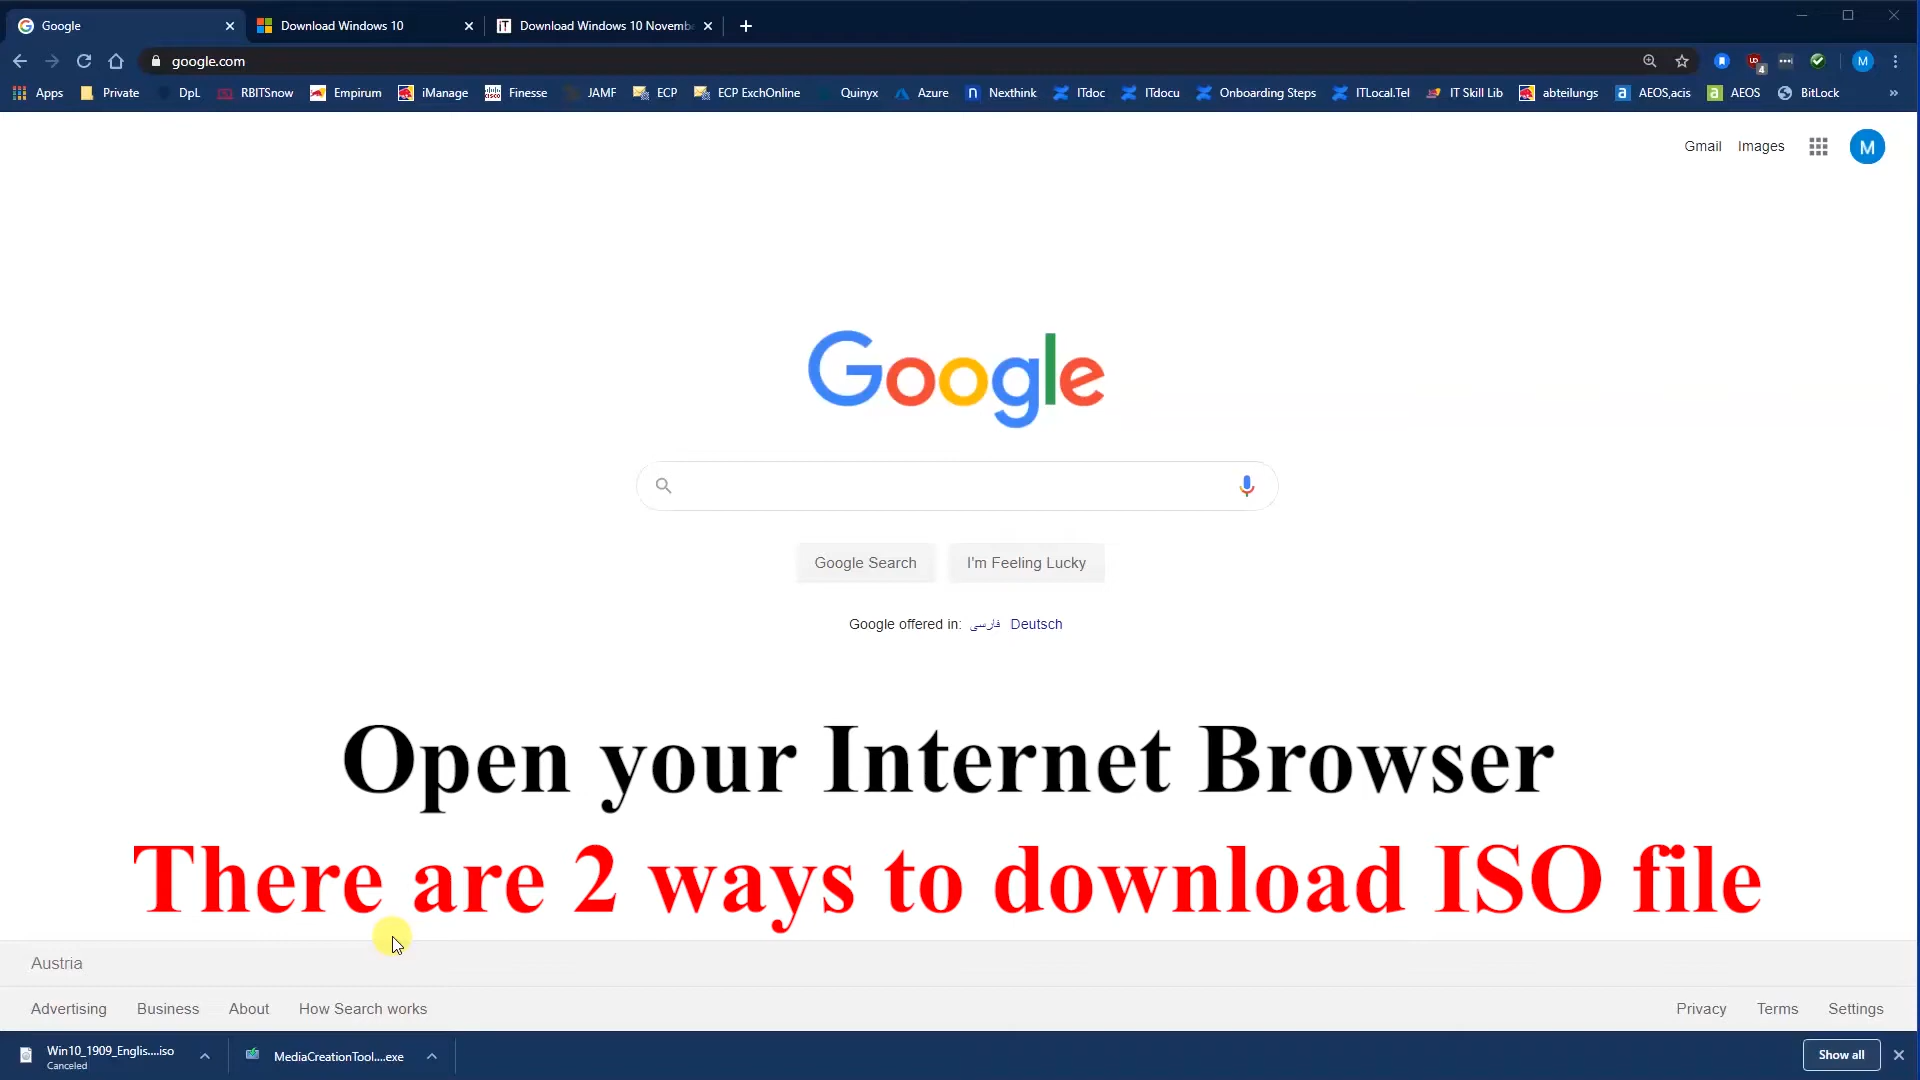 Google
Download Windows 10
Download Windows 10 Novemb
google.com
4
M
Apps
Private
DpL
RBITSnow
Empirum
iManage
Finesse
JAMF
ECP
ECP ExchOnline
Quinyx
Azure
Nexthink
ITdoc
ITdocu
Onboarding Steps
ITLocal.Tel
IT Skill Lib
abteilungs
AEOS,acis
AEOS
BitLock
Gmail
Images
M
Google
Google Search
I'm Feeling Lucky
Google offered in: فارسی Deutsch
Open your Internet Browser
There are 2 ways to download ISO file
Austria
Advertising
Business
About
How Search works
Privacy
Terms
Settings
Win10_1909_Englis....iso
Canceled
MediaCreationTool....exe
Show all